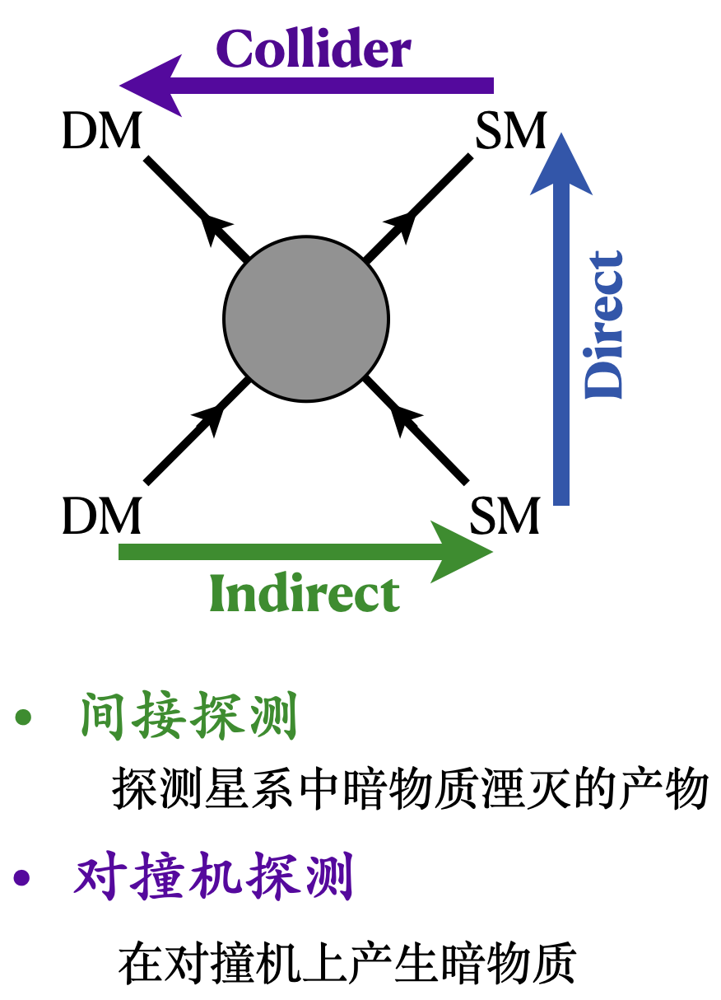 Collider
DM SM
Direct
DM SM
Indirect
• 间接探测
探测星系中暗物质湮灭的产物
• 对撞机探测
在对撞机上产生暗物质